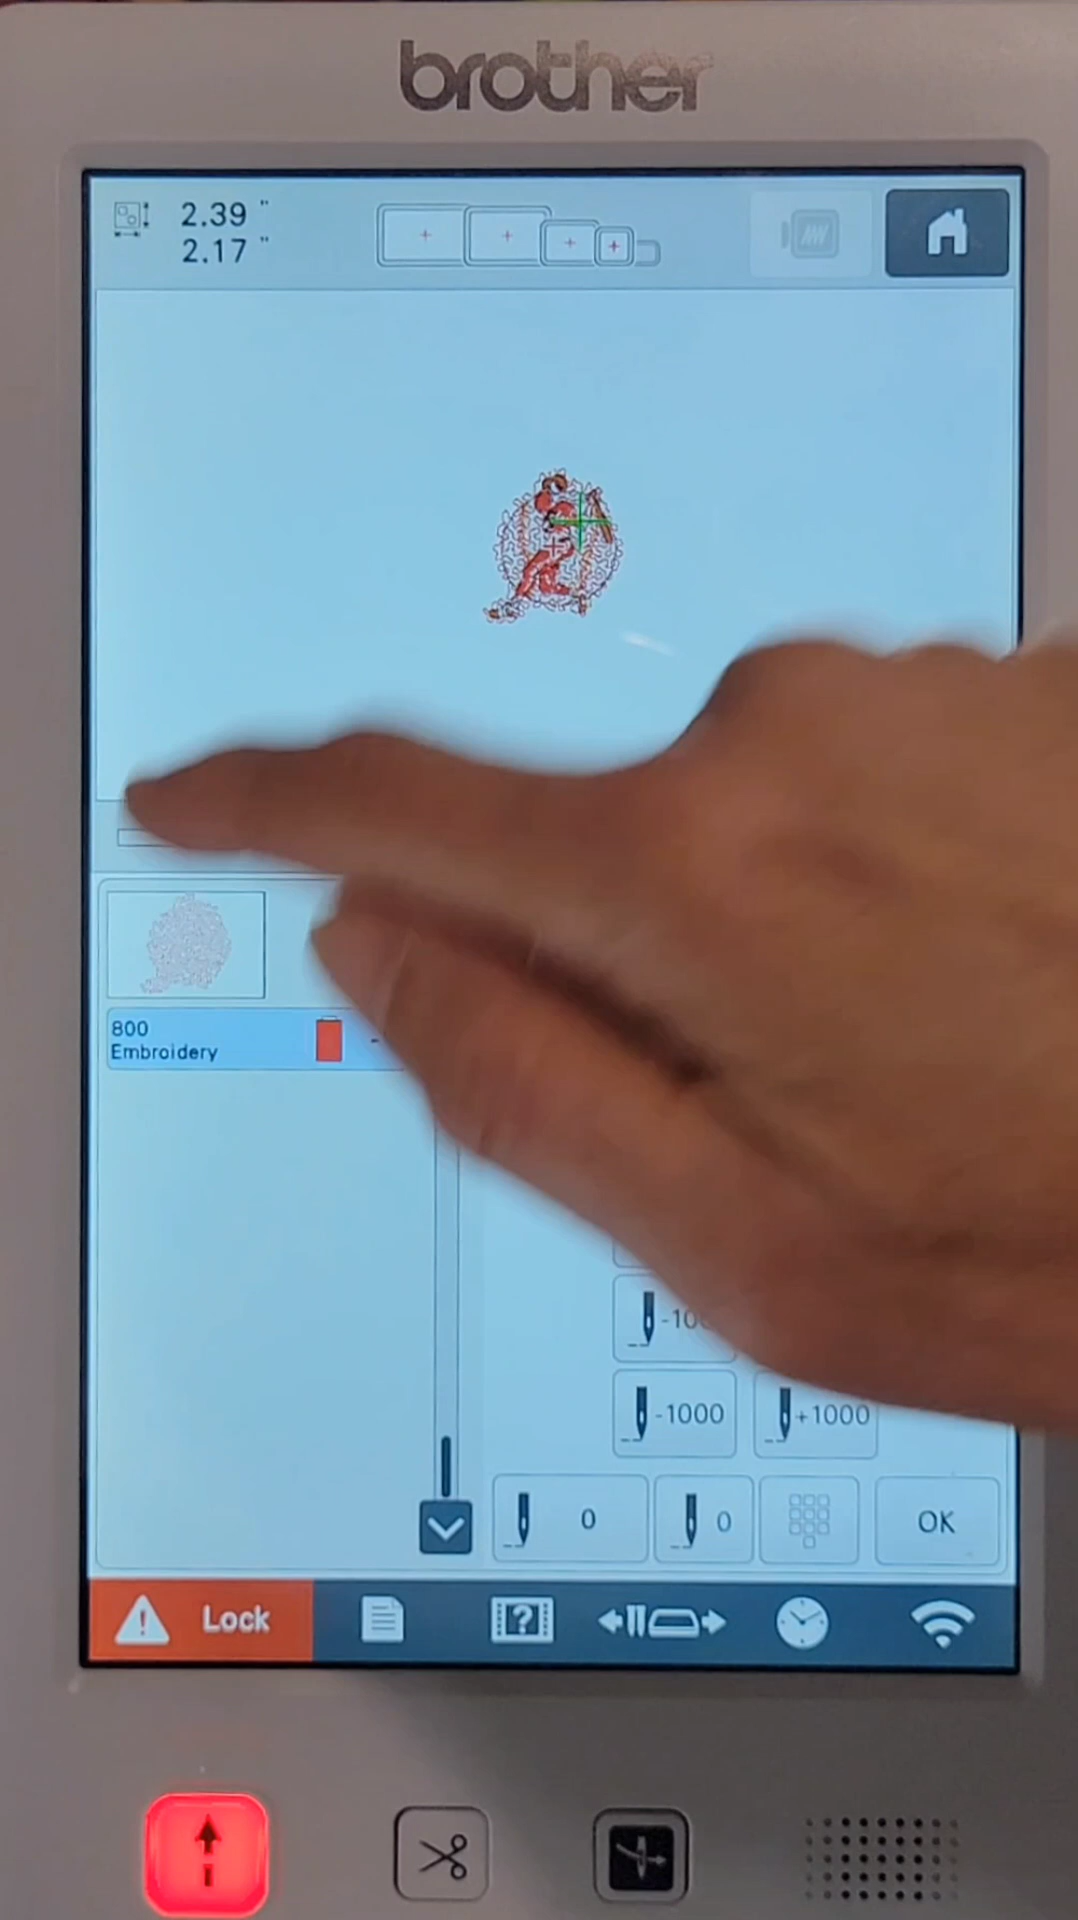 brother
2.39 "
2.17 "
800
Embroidery
-1000
+1000
0
0
OK
Lock